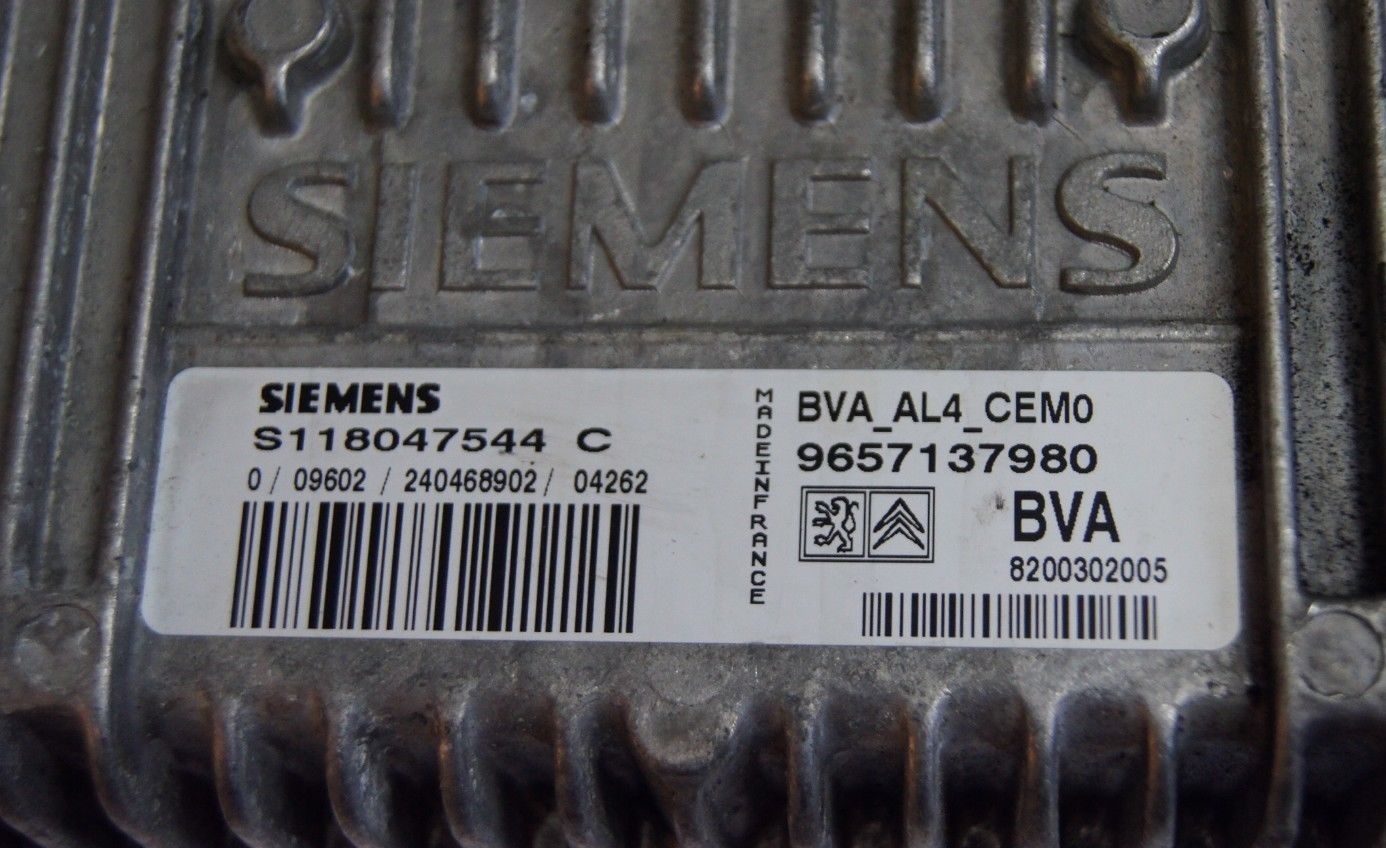 SIEMENS
SIEMENS
S118047544 C
0/ 09602 / 240468902/ 04262
MADEINFRANCE
BVA_AL4_CEM0
9657137980
BVA
8200302005